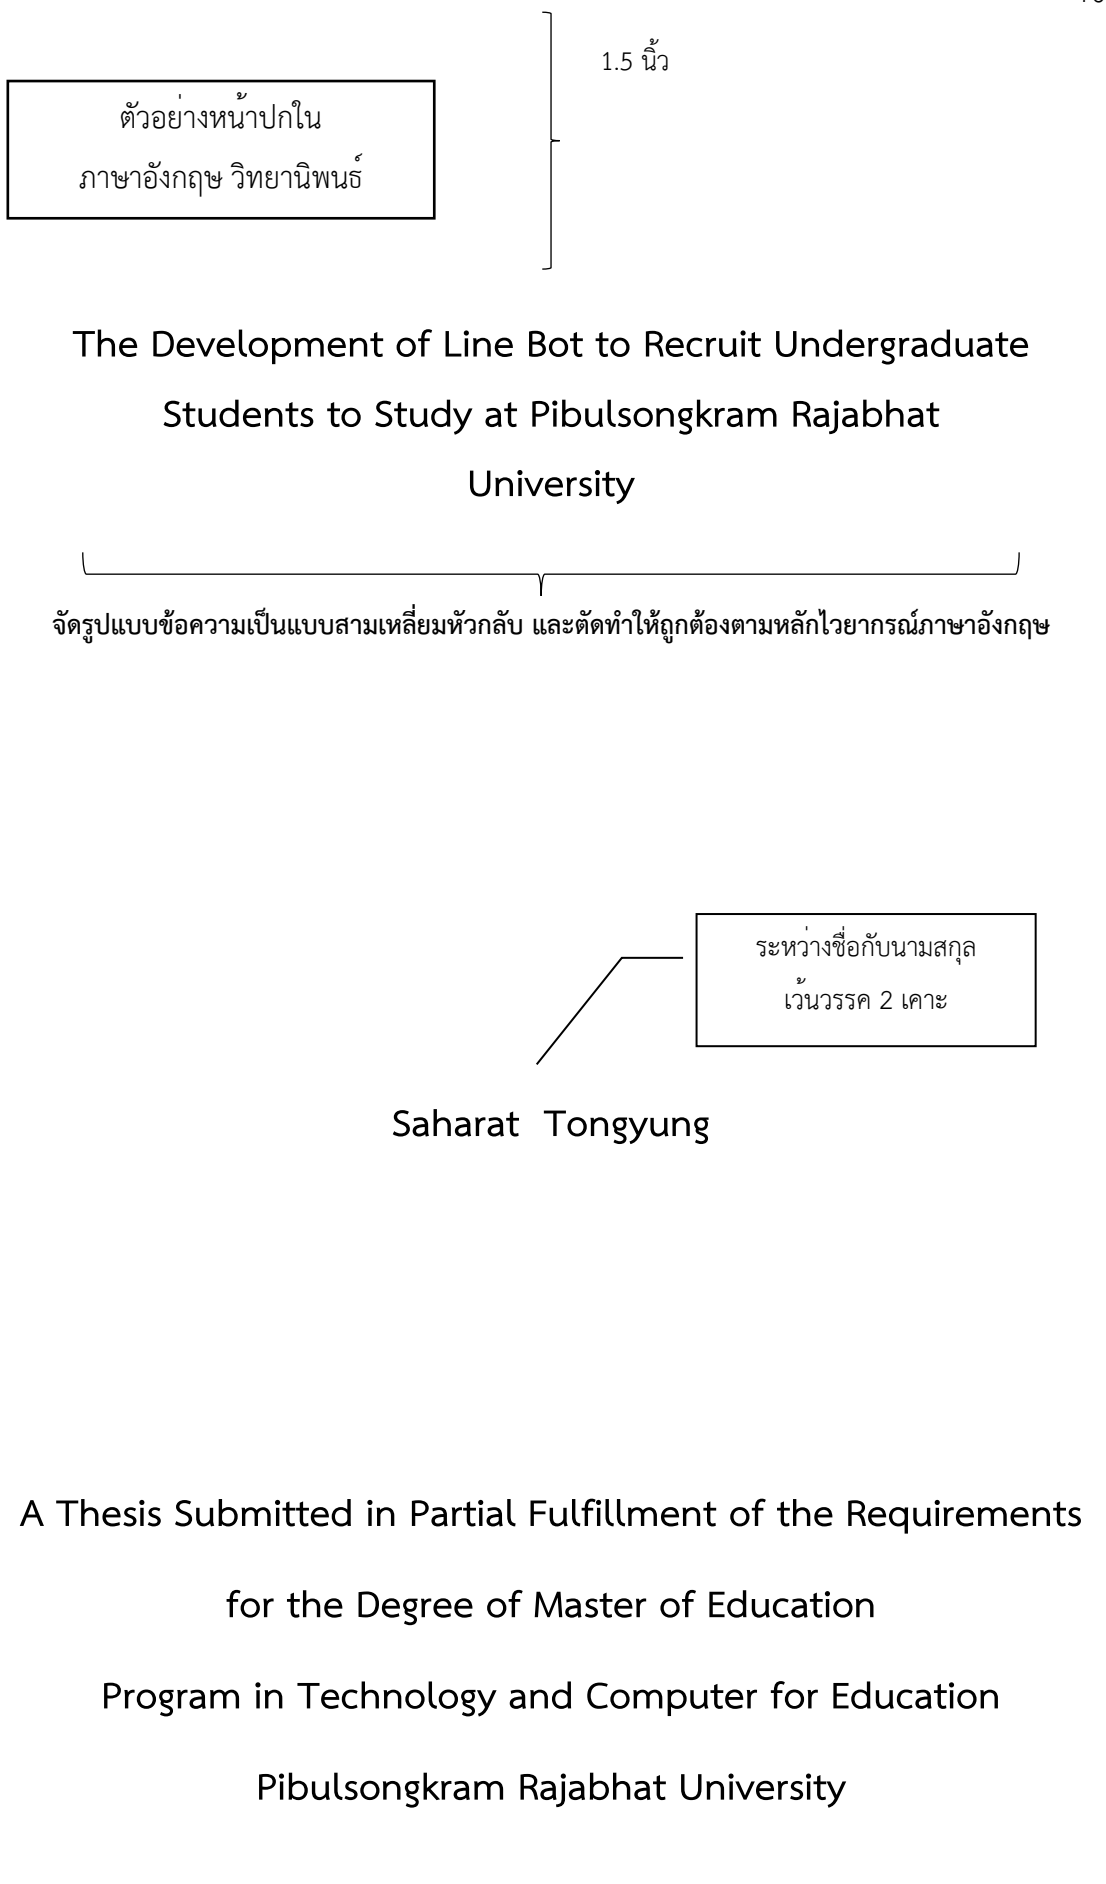 1.5 นิ้ว
ตัวอย่างหน้าปกใน
ภาษาอังกฤษ วิทยานิพนธ์
The Development of Line Bot to Recruit Undergraduate
Students to Study at Pibulsongkram Rajabhat
University
จัดรูปแบบข้อความเป็นแบบสามเหลี่ยมหัวกลับ และตัดทำให้ถูกต้องตามหลักไวยากรณ์ภาษาอังกฤษ
ระหว่างชื่อกับนามสกุล
เว้นวรรค 2 เคาะ
Saharat  Tongyung
A Thesis Submitted in Partial Fulfillment of the Requirements
for the Degree of Master of Education
Program in Technology and Computer for Education
Pibulsongkram Rajabhat University